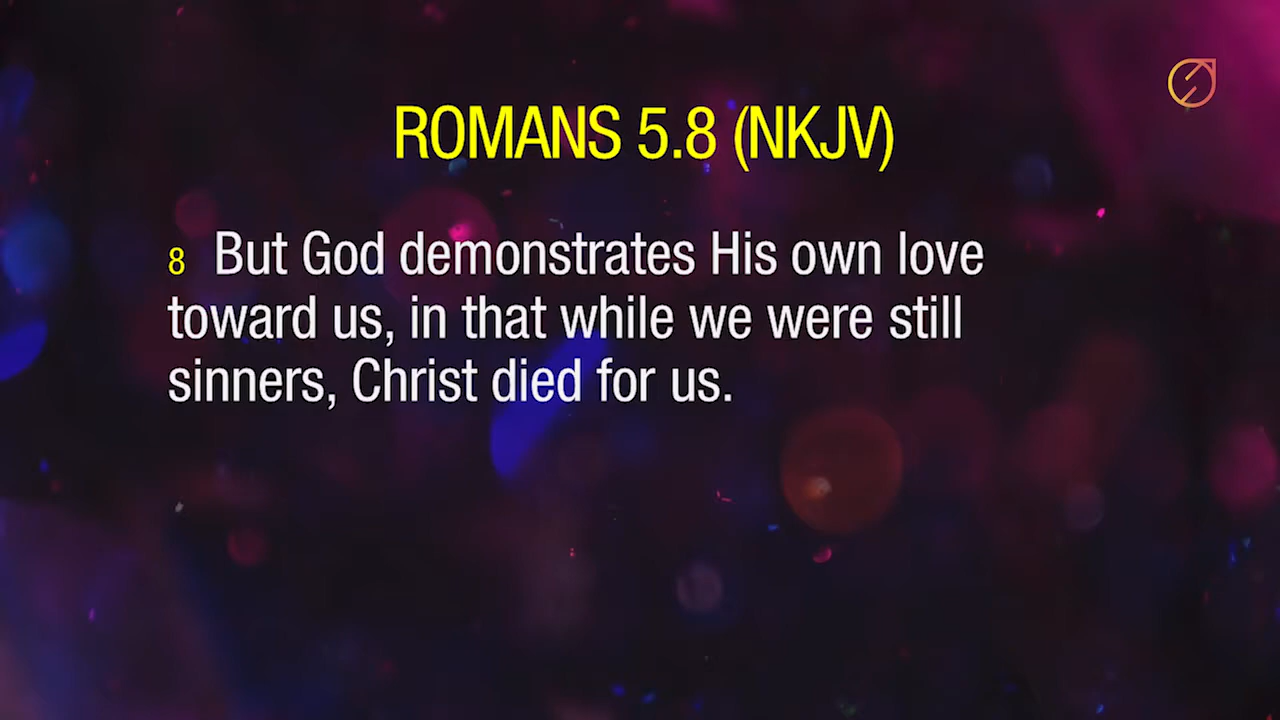 ROMANS 5.8 (NKJV)
8 But God demonstrates His own love
toward us, in that while we were still
sinners, Christ died for us.